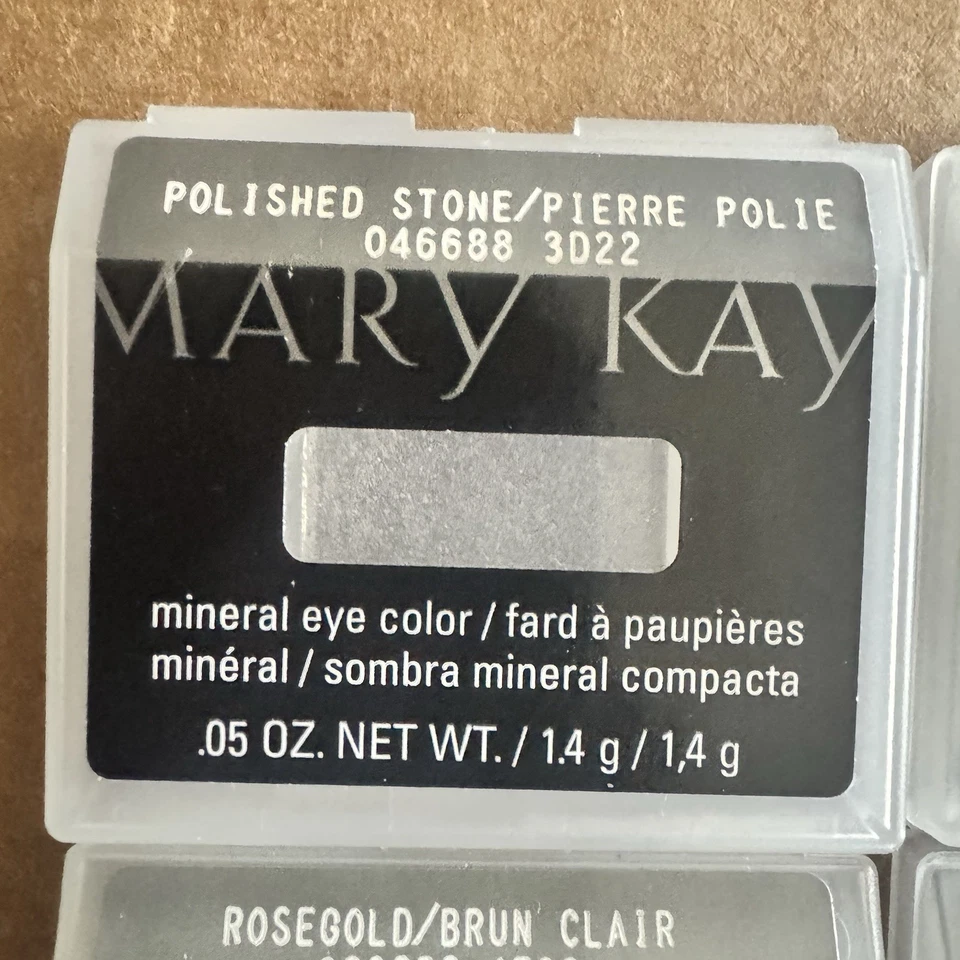 POLISHED STONE/PIERRE POLIE
046688 3D22
MARY KAY
mineral eye color / fard à paupières
minéral / sombra mineral compacta
.05 OZ. NET WT. / 1.4 g / 1,4 g
ROSEGOLD/BRUN CLAIR